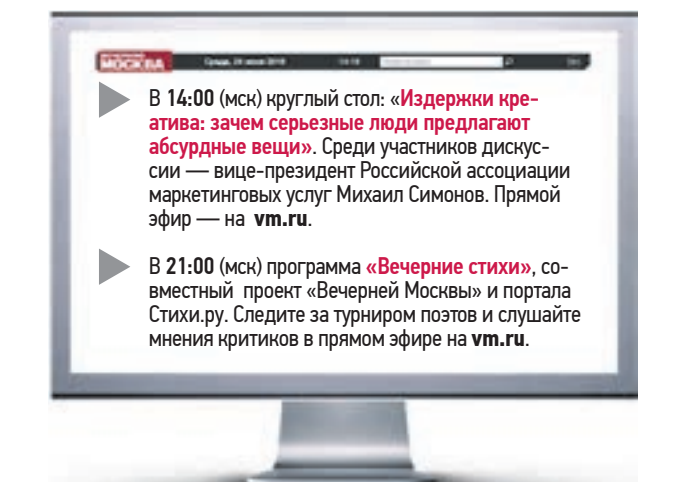 МОСКВА
В 14:00 (мск) круглый стол: «Издержки кре-
атива: зачем серьезные люди предлагают
абсурдные вещи». Среди участников дискус-
сии — вице-президент Российской ассоциации
маркетинговых услуг Михаил Симонов. Прямой
эфир — на vm.ru.
В 21:00 (мск) программа «Вечерние стихи», со-
вместный проект «Вечерней Москвы» и портала
Стихи.ру. Следите за турниром поэтов и слушайте
мнения критиков в прямом эфире на vm.ru.